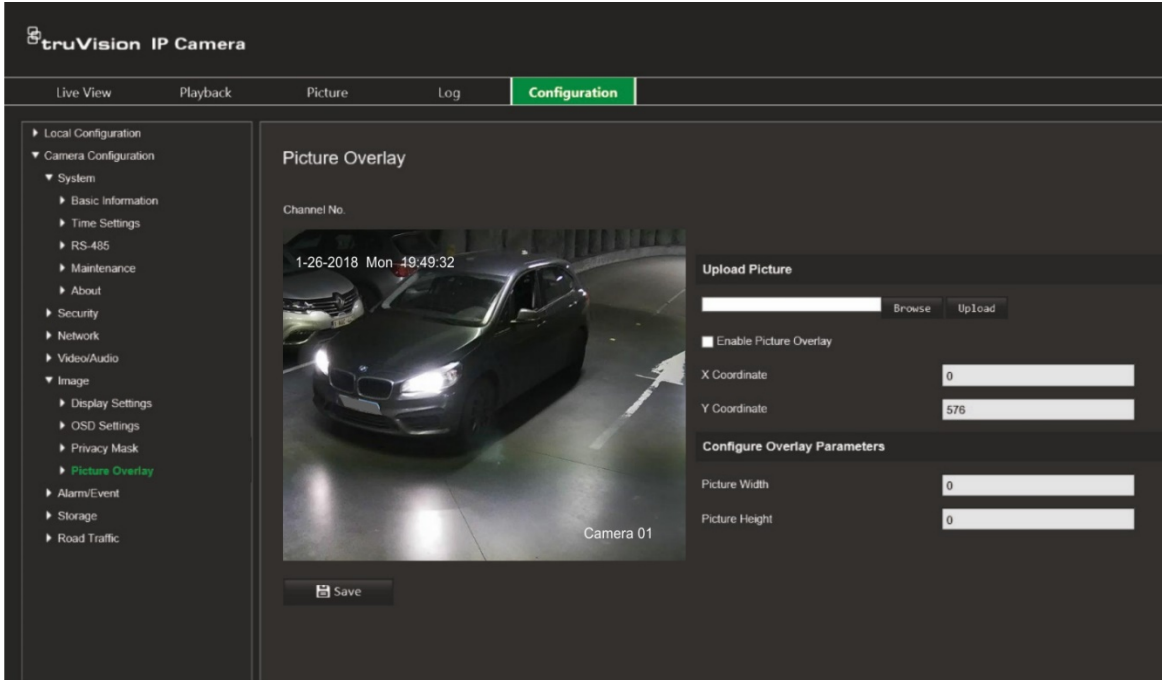 truVision IP Camera
Live View Playback Picture Log Configuration
Local Configuration
Camera Configuration
System
Basic Information
Time Settings
RS-485
Maintenance
About
Security
Network
Video/Audio
Image
Display Settings
OSD Settings
Privacy Mask
Picture Overlay
Alarm/Event
Storage
Road Traffic
Picture Overlay
Channel No.
1-26-2018 Mon 19:49:32
Camera 01
Save
Upload Picture
Browse Upload
Enable Picture Overlay
X Coordinate 0
Y Coordinate 576
Configure Overlay Parameters
Picture Width 0
Picture Height 0